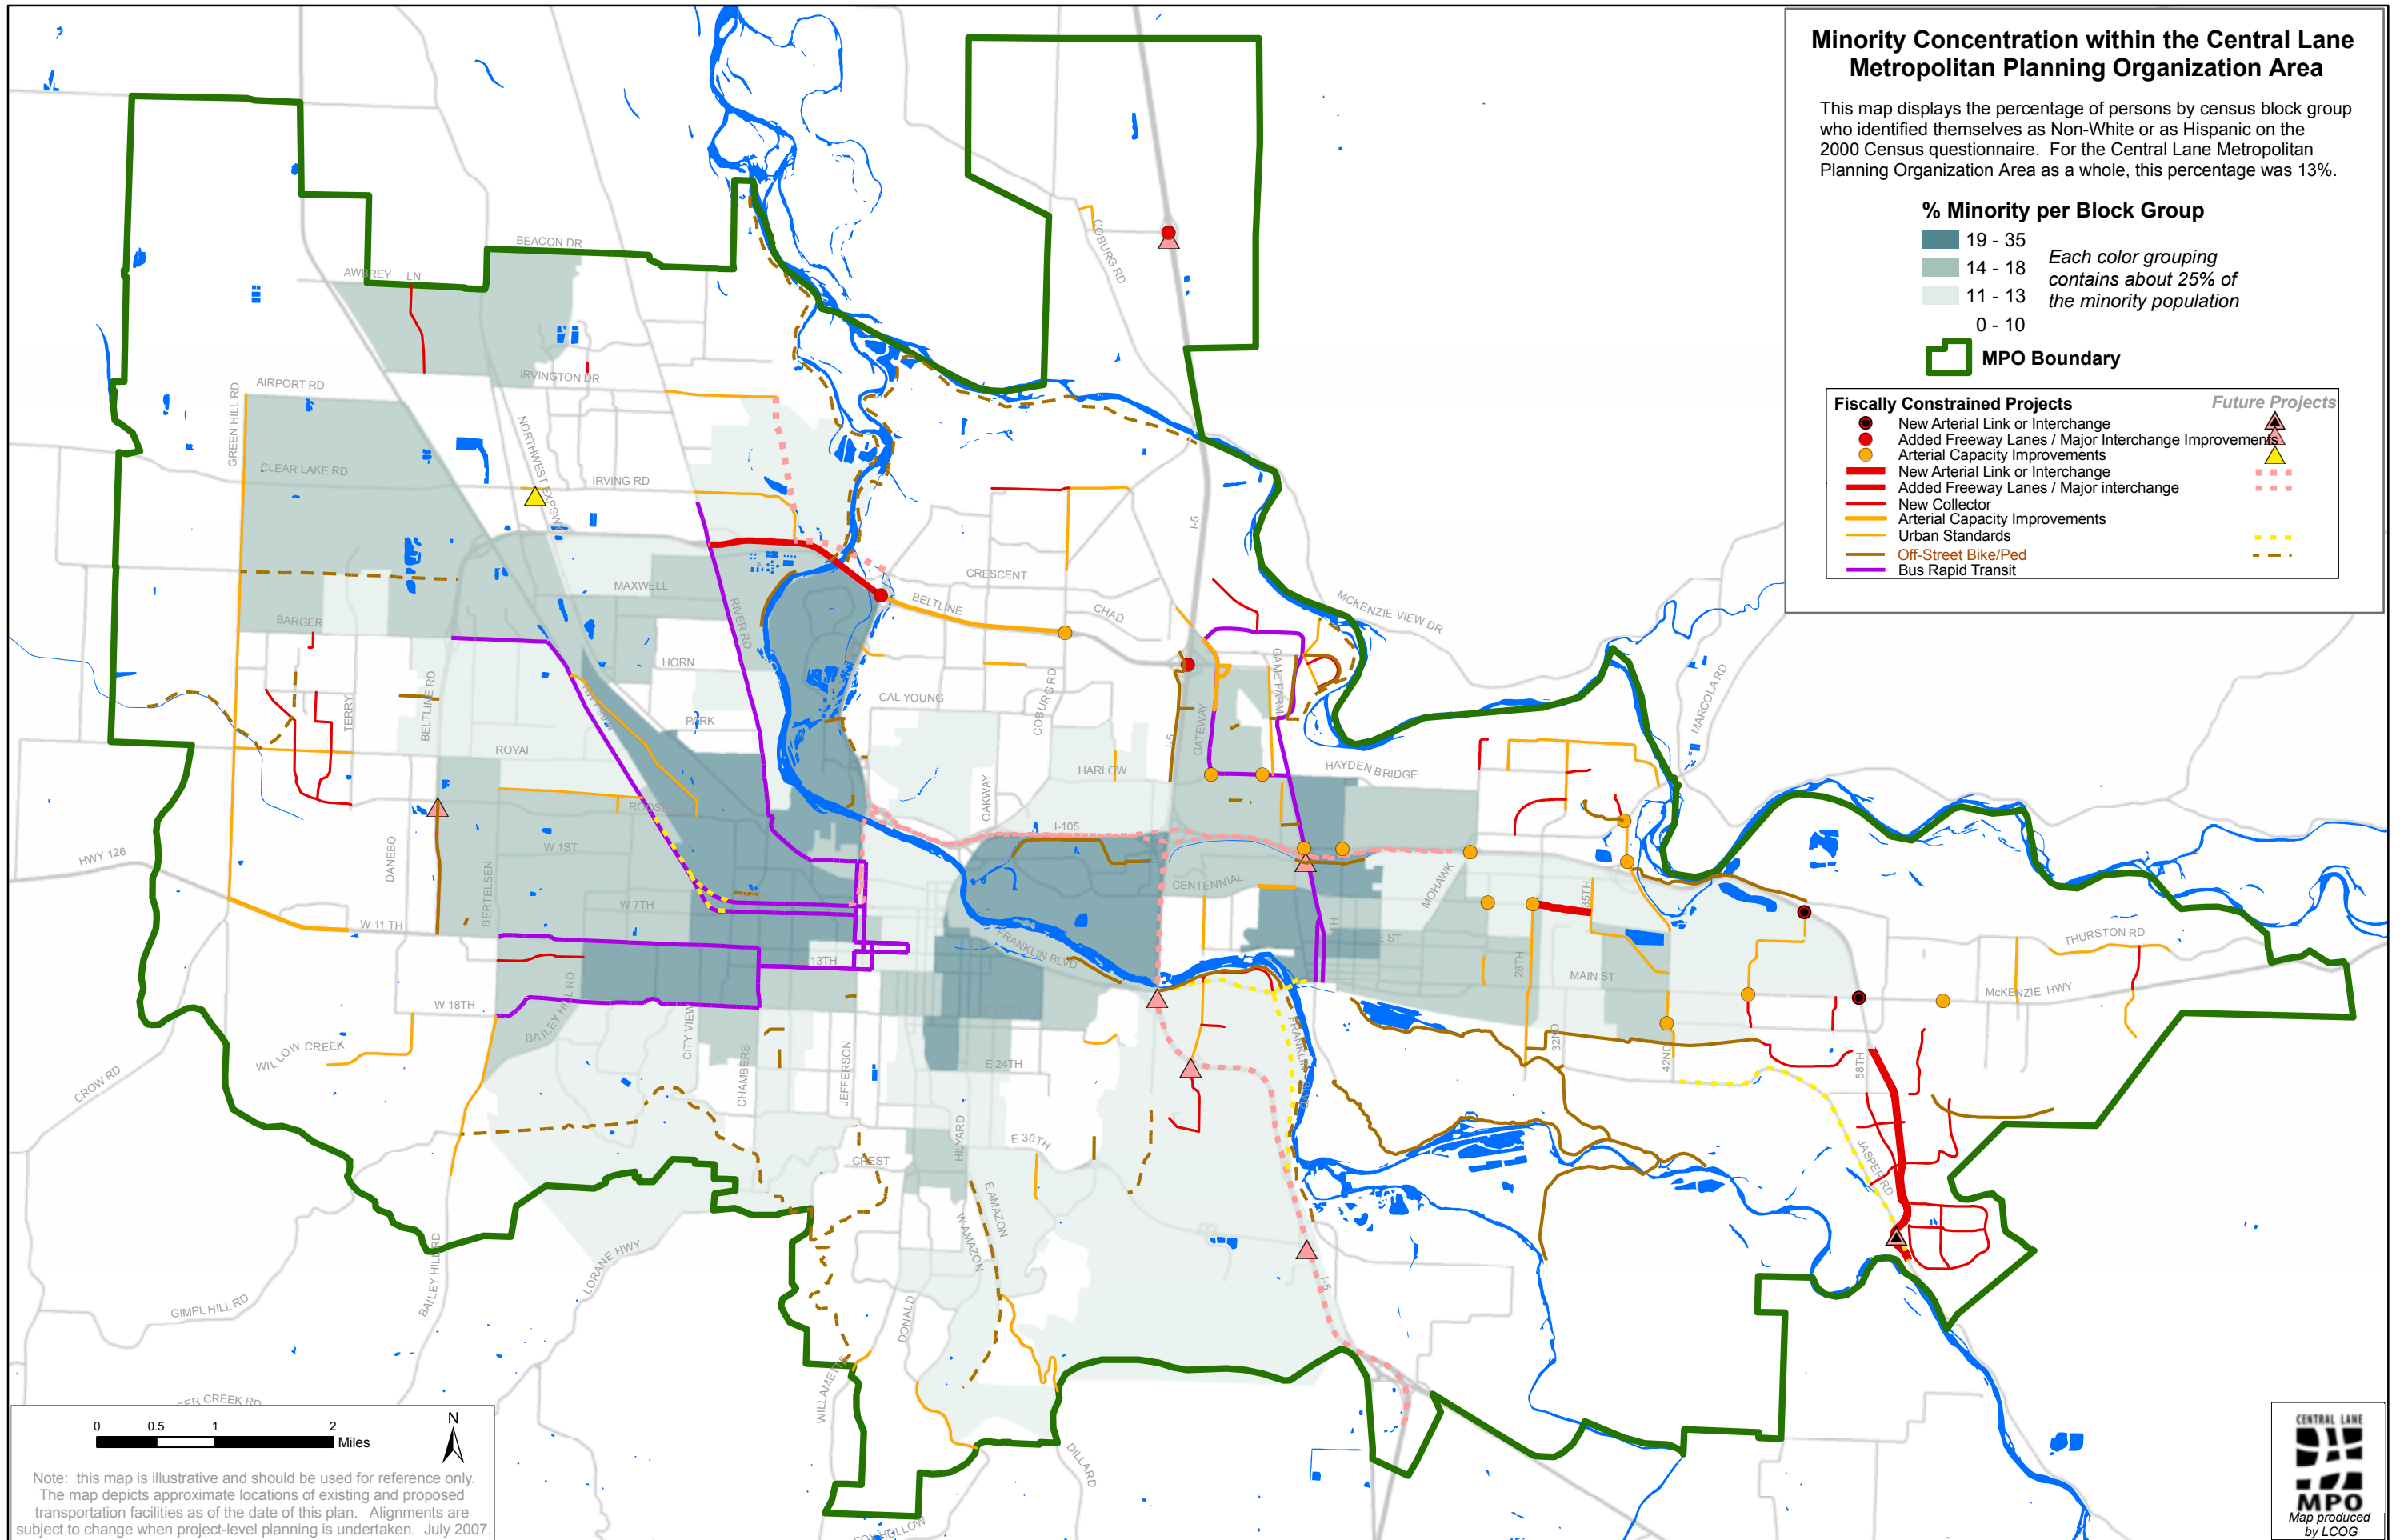 Minority Concentration within the Central Lane
Metropolitan Planning Organization Area
This map displays the percentage of persons by census block group
who identified themselves as Non-White or as Hispanic on the
2000 Census questionnaire.  For the Central Lane Metropolitan
Planning Organization Area as a whole, this percentage was 13%.
% Minority per Block Group
19 - 35
14 - 18
11 - 13
0 - 10
Each color grouping
contains about 25% of
the minority population
MPO Boundary
Fiscally Constrained Projects
Future Projects
New Arterial Link or Interchange
Added Freeway Lanes / Major Interchange Improvements
Arterial Capacity Improvements
New Arterial Link or Interchange
Added Freeway Lanes / Major interchange
New Collector
Arterial Capacity Improvements
Urban Standards
Off-Street Bike/Ped
Bus Rapid Transit
BEACON DR
AWBREY LN
COBURG RD
AIRPORT RD
IRVINGTON DR
GREEN HILL RD
NORTHWEST EXPSWY
CLEAR LAKE RD
IRVING RD
I-5
MAXWELL
CRESCENT
BELTLINE
CHAD
MCKENZIE VIEW DR
BARGER
RIVER RD
HORN
CAL YOUNG
COBURG RD
GAME FARM
MARCOLA RD
TERRY
BELTLINE RD
PARK
ROYAL
I-5
GATEWAY
HARLOW
HAYDEN BRIDGE
OAKWAY
I-105
W 1ST
HWY 126
DANEBO
BERTELSEN
CENTENNIAL
MOHAWK
35TH
W 7TH
W 11 TH
FRANKLIN BLVD
E ST
THURSTON RD
13TH
28TH
MAIN ST
McKENZIE HWY
W 18TH
BAILEY HILL RD
CITY VIEW
WILLOW CREEK
CHAMBERS
JEFFERSON
E 24TH
32ND
42ND
58TH
CROW RD
HILYARD
E 30TH
CREST
JASPER RD
E AMAZON
W AMAZON
BAILEY HILL RD
LORANE HWY
I-5
GIMPL HILL RD
DONALD
WILLAMETTE
DILLARD
0 0.5 1 2
Miles
N
Note:  this map is illustrative and should be used for reference only.
The map depicts approximate locations of existing and proposed
transportation facilities as of the date of this plan.  Alignments are
subject to change when project-level planning is undertaken.  July 2007.
CENTRAL LANE
MPO
Map produced
by LCOG